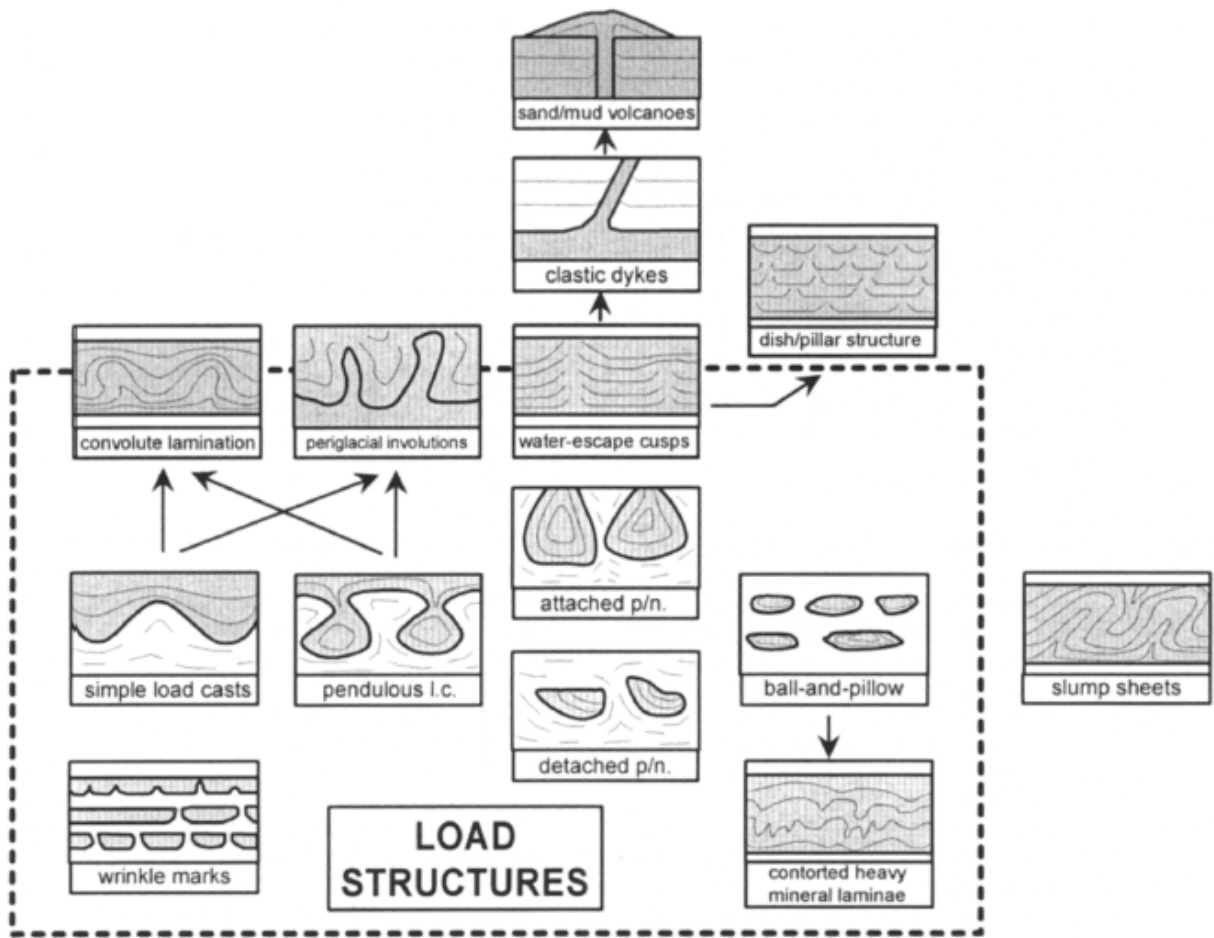 sand/mud volcanoes
clastic dykes
dish/pillar structure
convolute lamination
periglacial involutions
water-escape cusps
simple load casts
pendulous l.c.
attached p/n.
ball-and-pillow
slump sheets
detached p/n.
wrinkle marks
LOAD
STRUCTURES
contorted heavy
mineral laminae